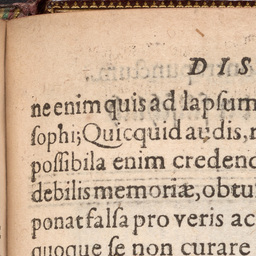 DIS
ne enim quis ad lapsum
sophi; Quicquid audis, n
possibila enim credenc
debilis memoriæ, obtu
ponat falsa pro veris ac
quoque se non curare